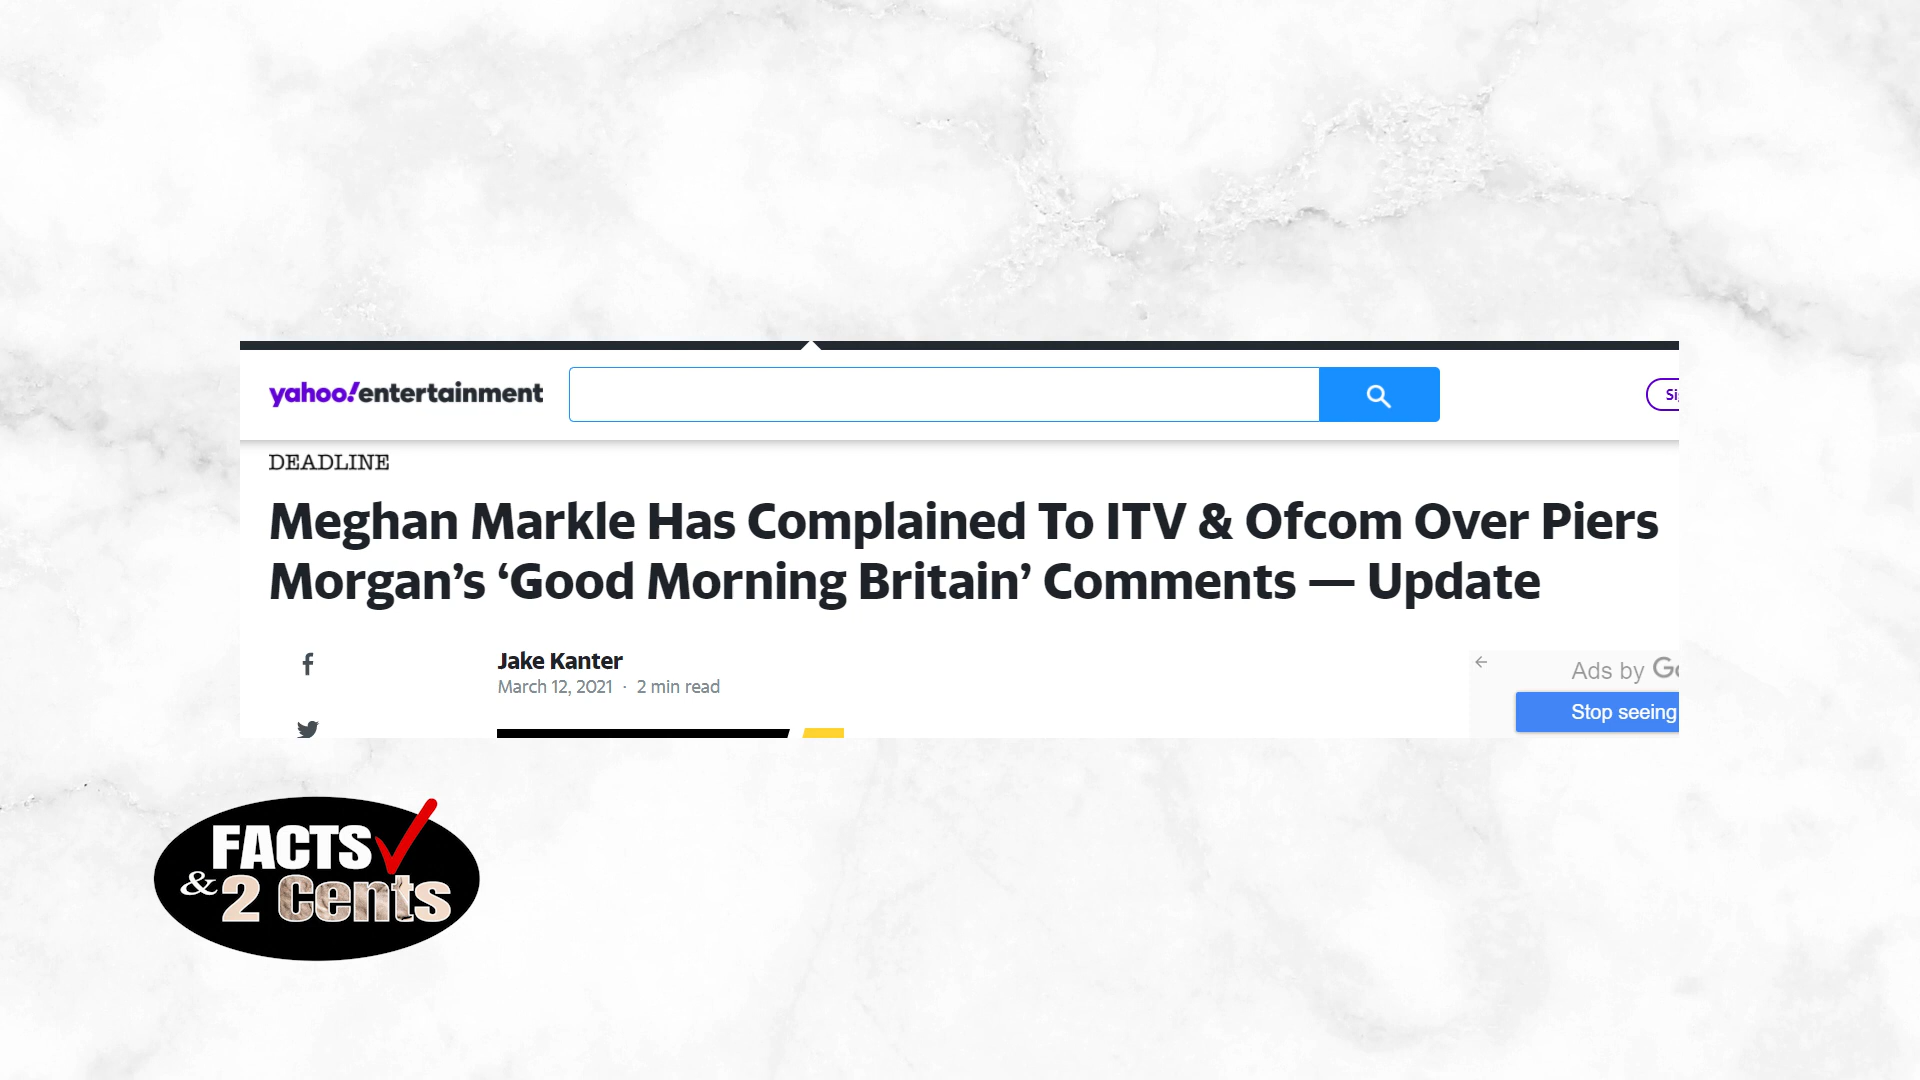 yahoo!entertainment
DEADLINE
Meghan Markle Has Complained To ITV & Ofcom Over Piers
Morgan’s ‘Good Morning Britain’ Comments — Update
Jake Kanter
March 12, 2021 · 2 min read
Ads by
Stop seeing
FACTS
& 2 Cents